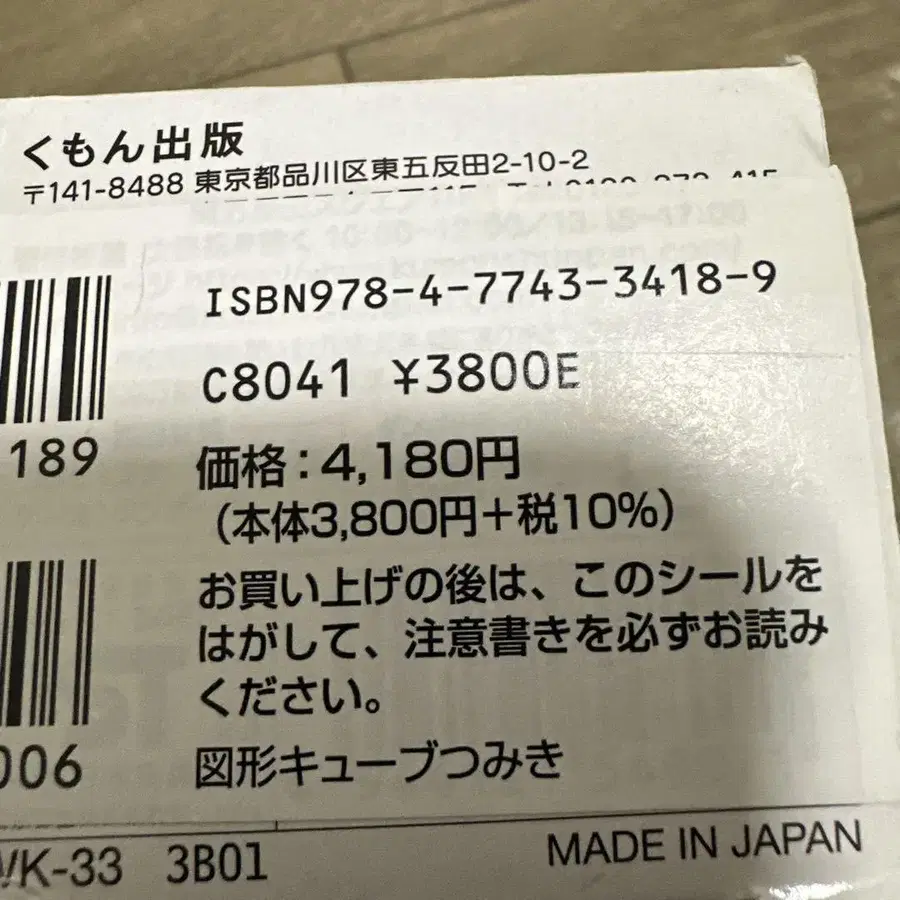 くもん出版
〒141-8488 東京都品川区東五反田2-10-2
ISBN978-4-7743-3418-9
C8041 ¥3800E
189
価格:4,180円
(本体3,800円+税10%)
お買い上げの後は、このシールを
はがして、注意書きを必ずお読み
ください。
006
図形キューブつみき
WK-33 3B01
MADE IN JAPAN